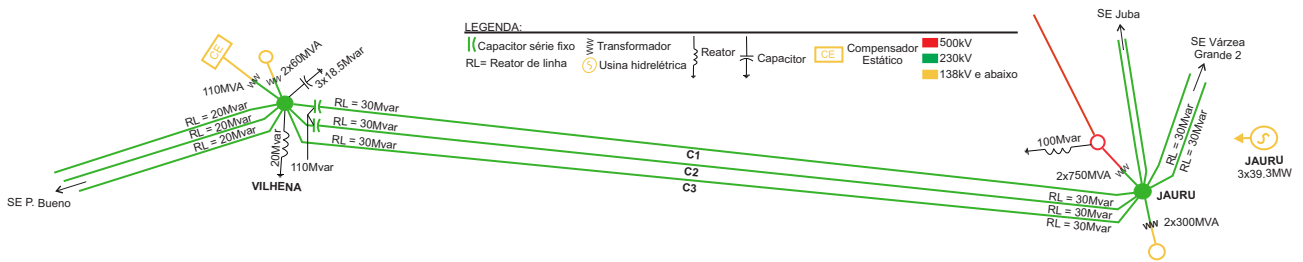 LEGENDA:
Capacitor série fixo
RL= Reator de linha
Transformador
Usina hidrelétrica
Reator
Capacitor
CE
Compensador
Estático
500kV
230kV
138kV e abaixo
CE
110MVA
2x60MVA
3x18.5Mvar
RL = 20Mvar
RL = 20Mvar
RL = 20Mvar
SE P. Bueno
20Mvar
110Mvar
VILHENA
RL = 30Mvar
RL = 30Mvar
RL = 30Mvar
C1
C2
C3
RL = 30Mvar
RL = 30Mvar
RL = 30Mvar
100Mvar
2x750MVA
JAURU
2x300MVA
SE Juba
SE Várzea
Grande 2
RL = 30Mvar
RL = 30Mvar
JAURU
3x39.3MW